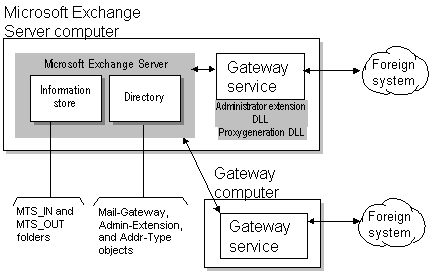 Microsoft Exchange
Server computer
Microsoft Exchange Server
Information
store
Directory
Gateway
service
Administrator extension
DLL
Proxygeneration DLL
Foreign
system
Gateway
computer
MTS_IN and
MTS_OUT
folders
Mail-Gateway,
Admin-Extension,
and Addr-Type
objects
Gateway
service
Foreign
system